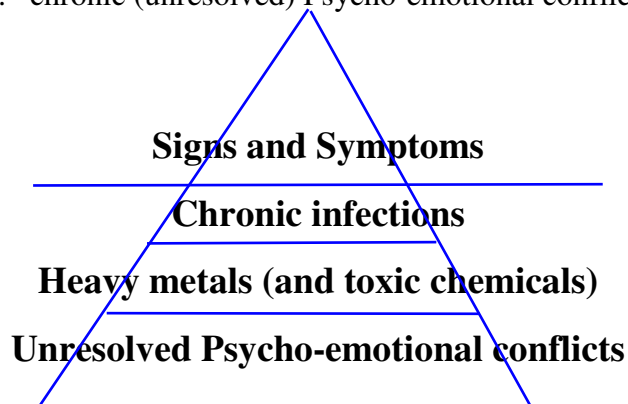 chronic (unresolved) Psycho-emotional
Signs and Symptoms
Chronic infections
Heavy metals (and toxic chemicals)
Unresolved Psycho-emotional conflicts